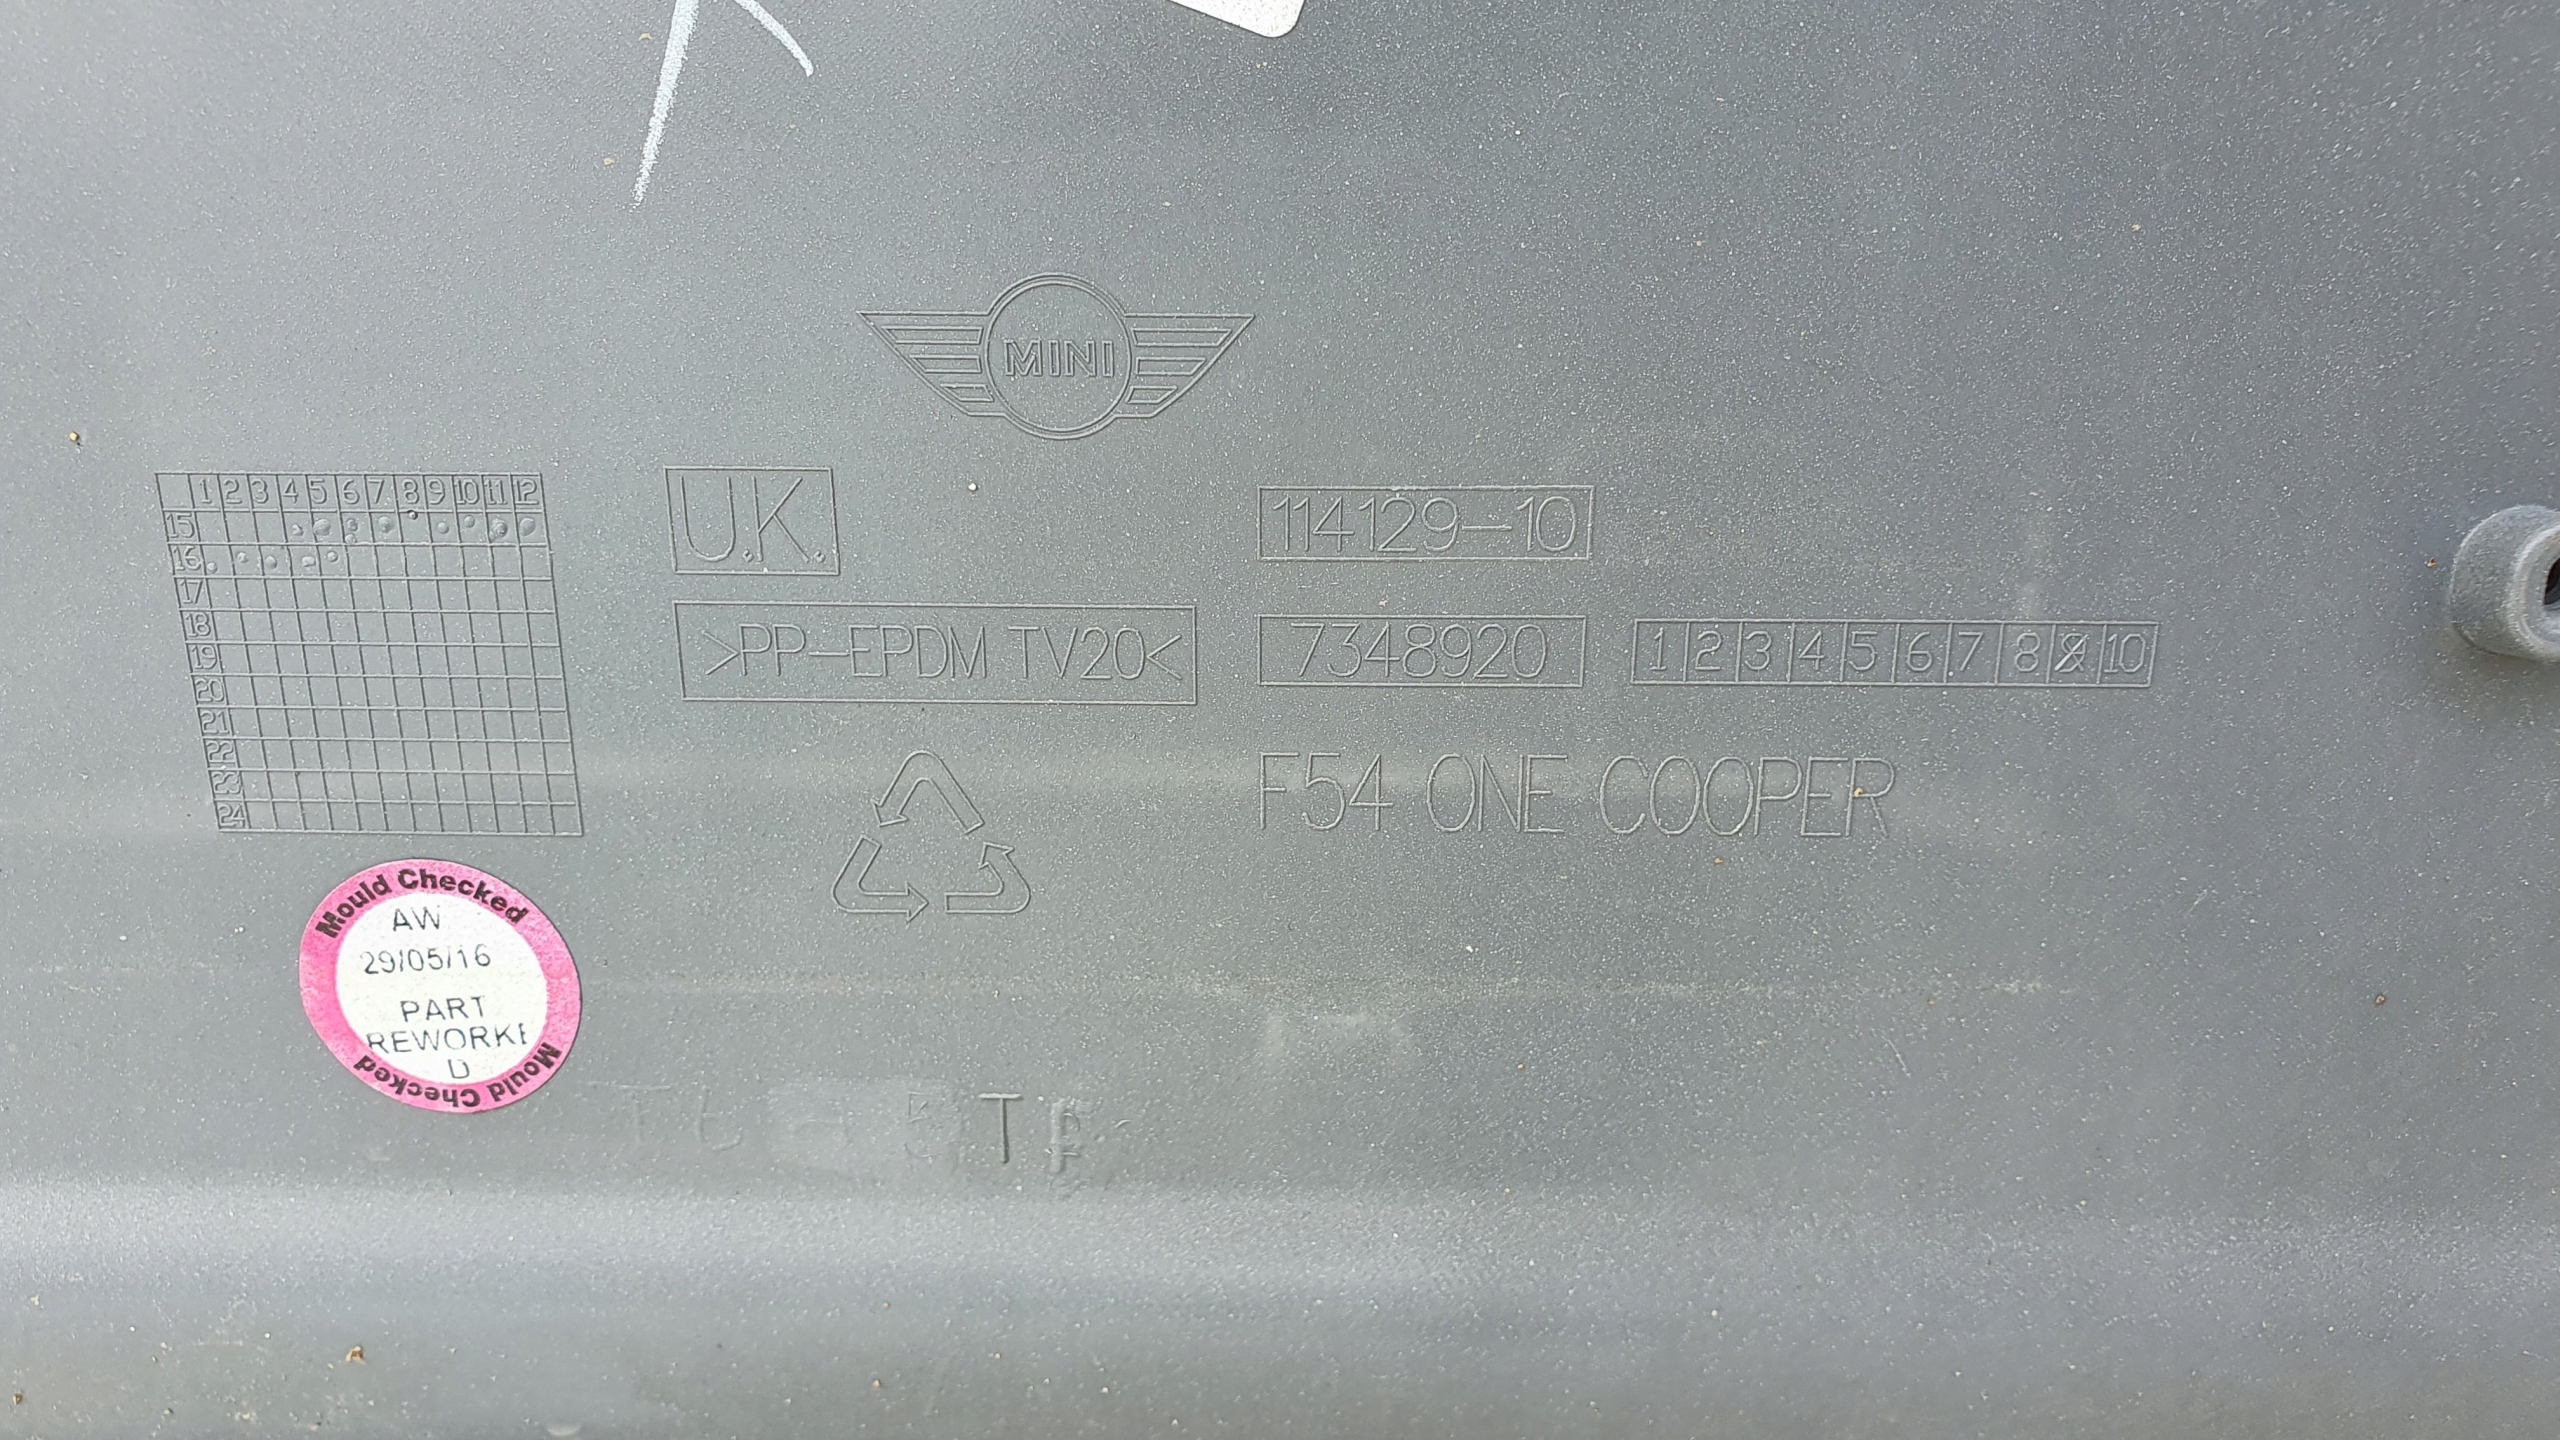 MINI
1 2 3 4 5 6 7 8 9 10 11 12
15
16
17
18
19
20
21
22
23
24
U.K.
114129-10
>PP-EPDM TV20<
7348920
1 2 3 4 5 6 7 8 9 10
F54 ONE COOPER
Mould Checked
AW
29/05/16
PART
REWORKE
D
Mould Checked